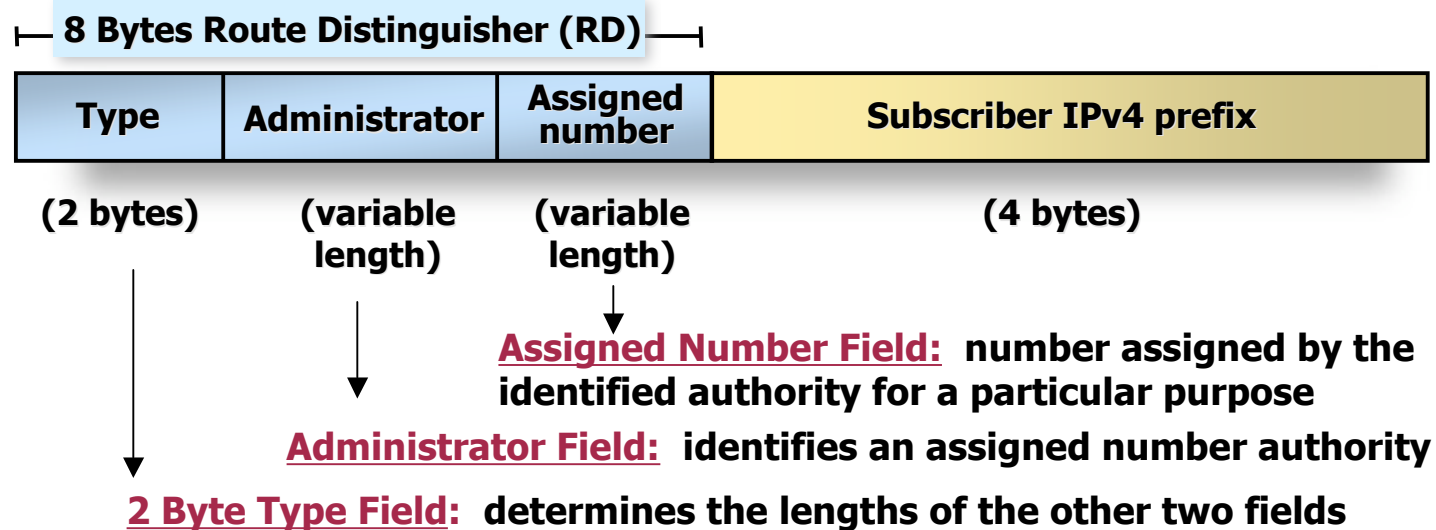 8 Bytes Route Distinguisher (RD)
Type
Administrator
Assigned
number
Subscriber IPv4 prefix
(2 bytes)
(variable
length)
(variable
length)
(4 bytes)
Assigned Number Field: number assigned by the
identified authority for a particular purpose
Administrator Field: identifies an assigned number authority
2 Byte Type Field: determines the lengths of the other two fields